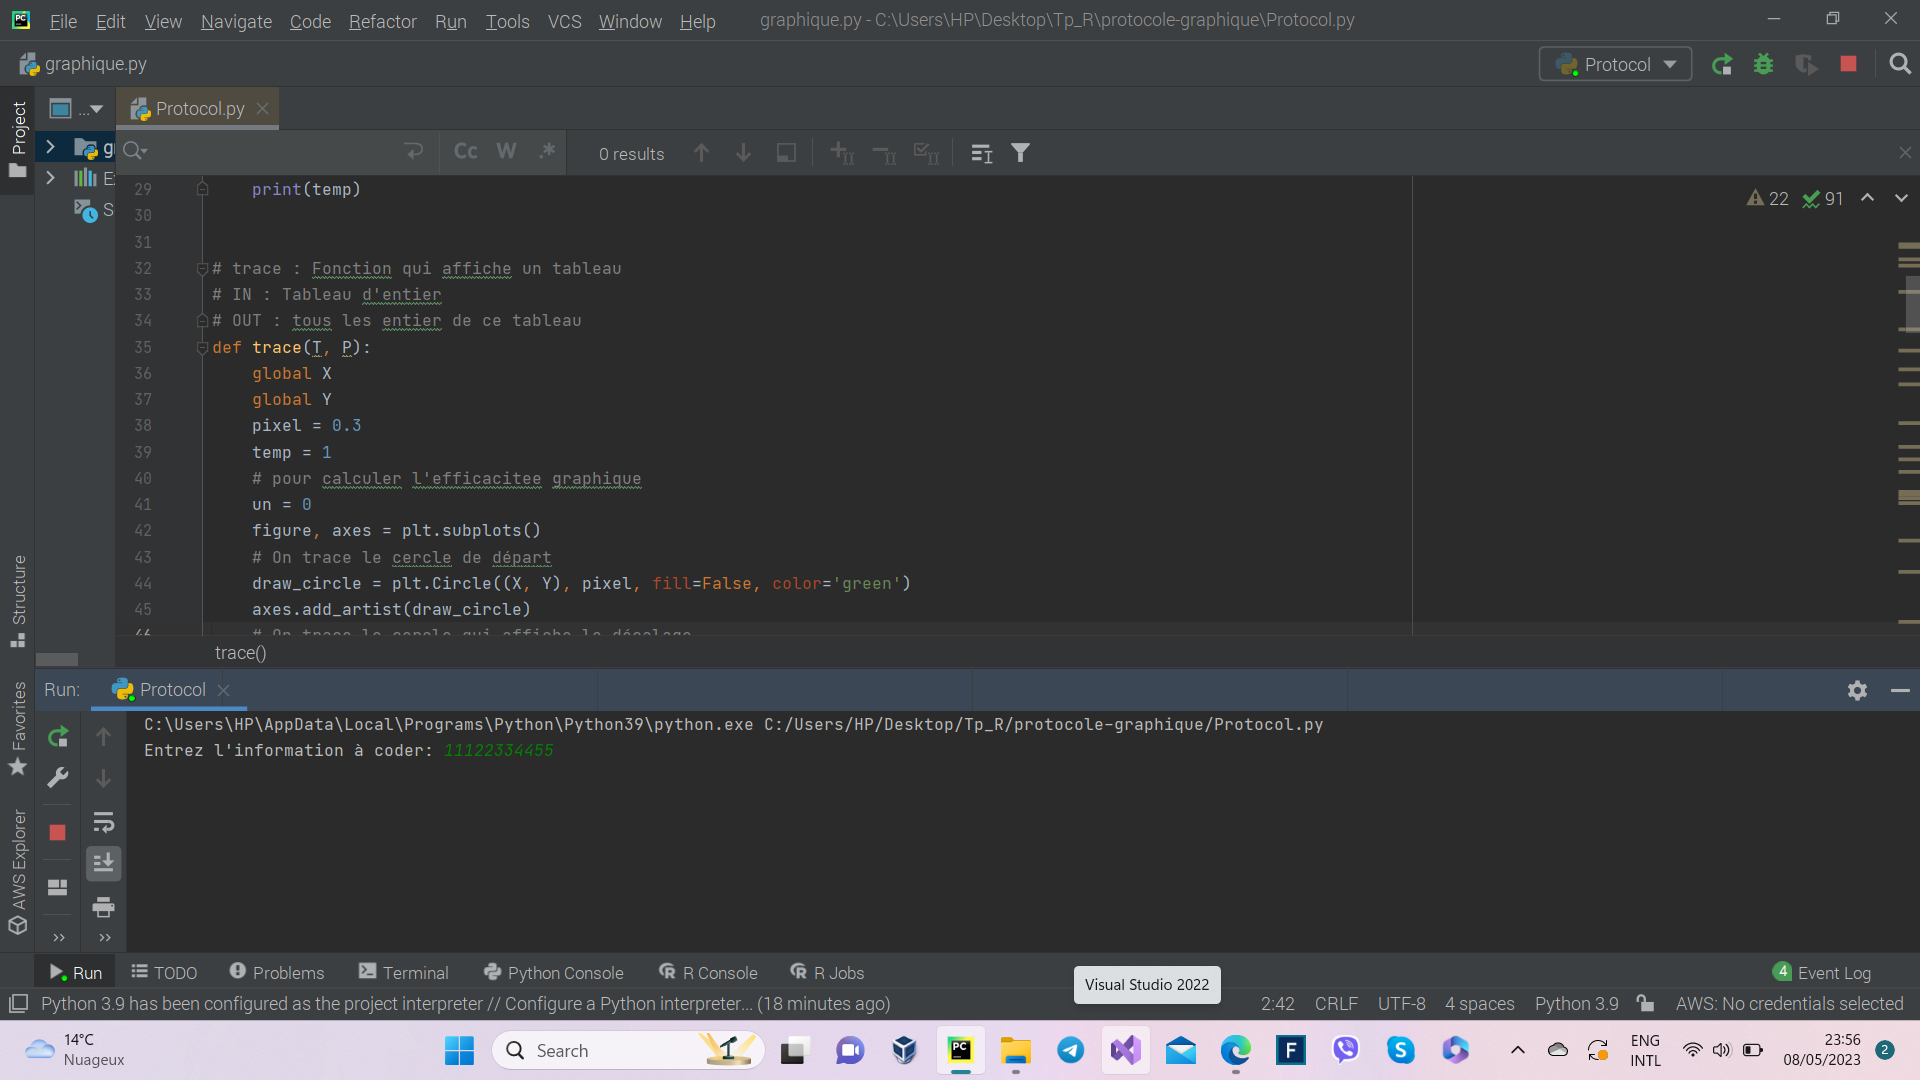 File Edit View Navigate Code Refactor Run Tools VCS Window Help graphique.py - C:\Users\HP\Desktop\Tp_R\protocole-graphique\Protocol.py
graphique.py Protocol
Project ... Protocol.py
Cc W .* 0 results
29 print(temp)
22 91
30
31
32 # trace : Fonction qui affiche un tableau
33 # IN : Tableau d'entier
34 # OUT : tous les entier de ce tableau
35 def trace(T, P):
36 global X
37 global Y
38 pixel = 0.3
39 temp = 1
40 # pour calculer l'efficacitee graphique
41 un = 0
42 figure, axes = plt.subplots()
43 # On trace le cercle de départ
44 draw_circle = plt.Circle((X, Y), pixel, fill=False, color='green')
45 axes.add_artist(draw_circle)
46 # On trace le cercle qui affiche le décalage
trace()
Structure
Favorites
AWS Explorer
Run: Protocol
C:\Users\HP\AppData\Local\Programs\Python\Python39\python.exe C:/Users/HP/Desktop/Tp_R/protocole-graphique/Protocol.py
Entrez l'information à coder: 11122334455
Run TODO Problems Terminal Python Console R Console R Jobs 4 Event Log
Visual Studio 2022
Python 3.9 has been configured as the project interpreter // Configure a Python interpreter... (18 minutes ago) 2:42 CRLF UTF-8 4 spaces Python 3.9 AWS: No credentials selected
14°C
Nuageux
Search
ENG
INTL
23:56
08/05/2023
2